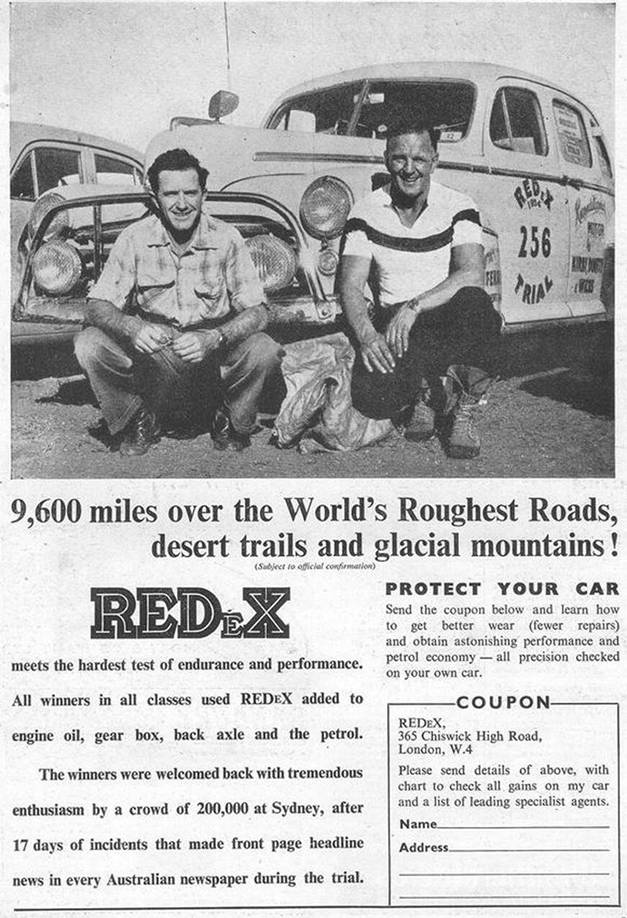 REDEX
1954
256
TRIAL
9,600 miles over the World's Roughest Roads,
desert trails and glacial mountains!
(Subject to official confirmation)
REDEX
meets the hardest test of endurance and performance.
All winners in all classes used REDEX added to
engine oil, gear box, back axle and the petrol.
The winners were welcomed back with tremendous
enthusiasm by a crowd of 200,000 at Sydney, after
17 days of incidents that made front page headline
news in every Australian newspaper during the trial.
PROTECT YOUR CAR
Send the coupon below and learn how
to get better wear (fewer repairs)
and obtain astonishing performance and
petrol economy — all precision checked
on your own car.
COUPON
REDEX,
365 Chiswick High Road,
London, W.4
Please send details of above, with
chart to check all gains on my car
and a list of leading specialist agents.
Name
Address